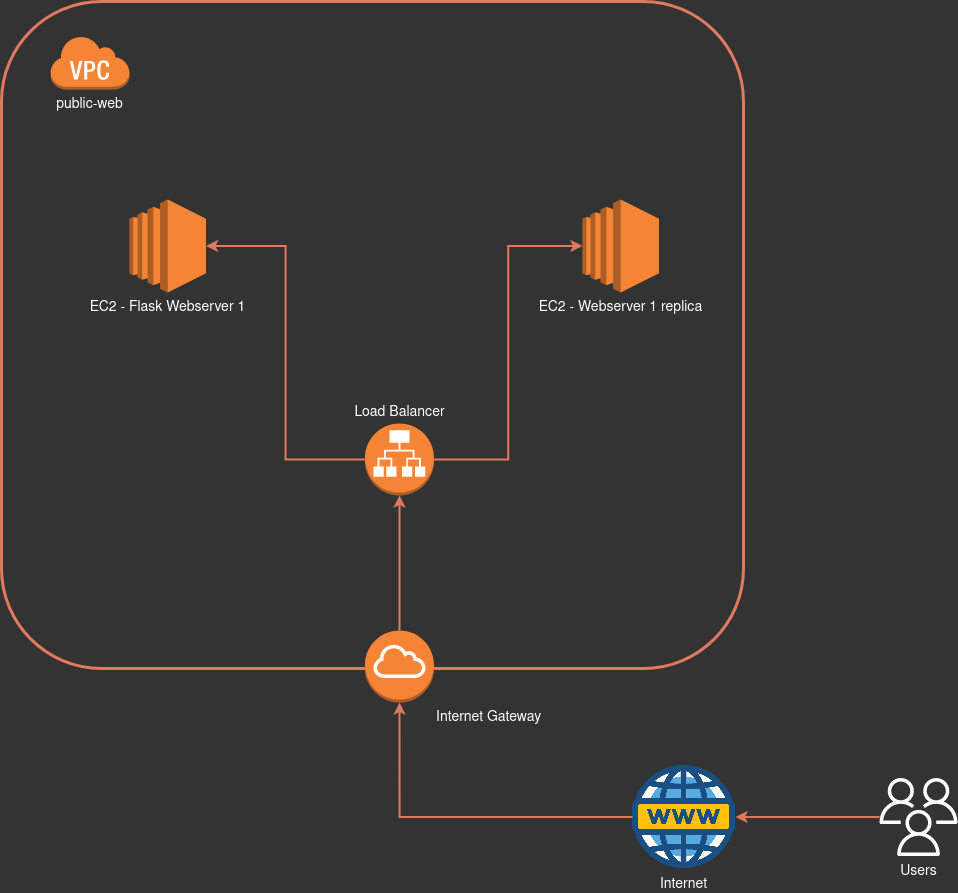 VPC
public-web
EC2 - Flask Webserver 1
EC2 - Webserver 1 replica
Load Balancer
Internet Gateway
WWW
Users
Internet